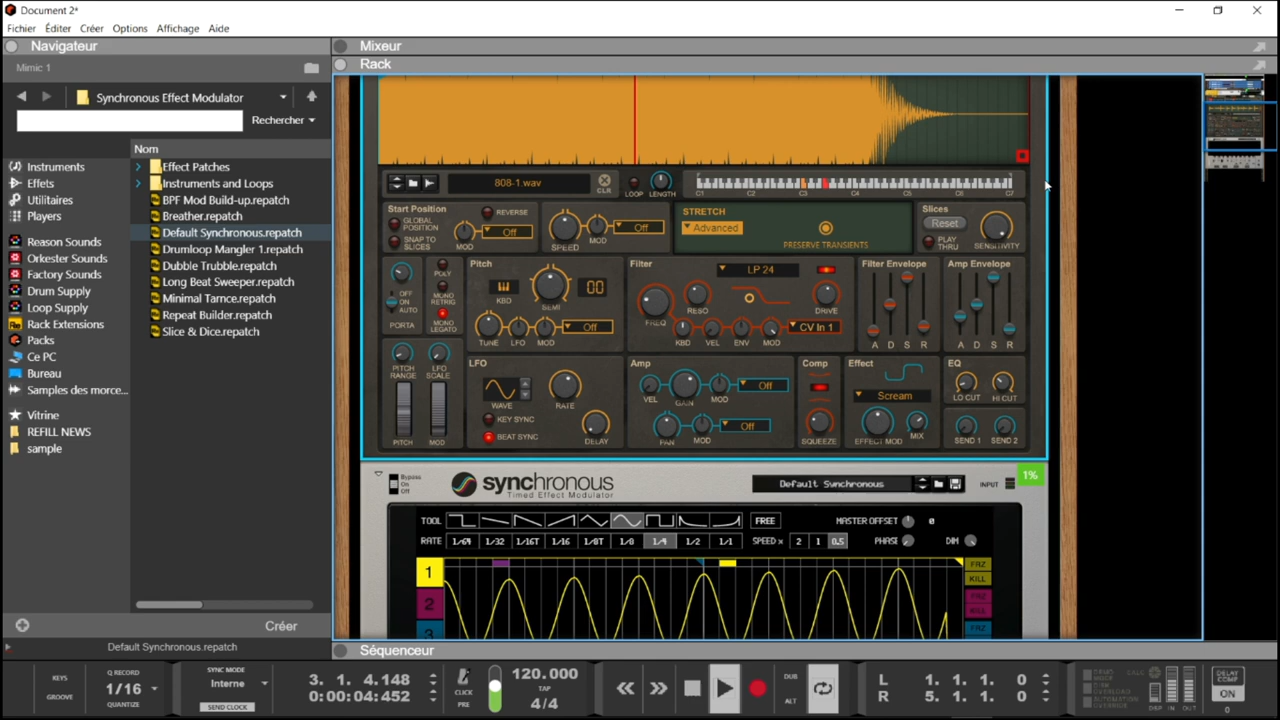 Document 2*
Fichier Éditer Créer Options Affichage Aide
Navigateur
Mixeur
Mimic 1
Rack
Synchronous Effect Modulator
Rechercher
Nom
Instruments
Effets
Utilitaires
Players
Reason Sounds
Orkester Sounds
Factory Sounds
Drum Supply
Loop Supply
Rack Extensions
Packs
Ce PC
Bureau
Samples des morce...
Vitrine
REFILL NEWS
sample
Effect Patches
Instruments and Loops
BPF Mod Build-up.repatch
Breather.repatch
Default Synchronous.repatch
Drumloop Mangler 1.repatch
Dubble Trubble.repatch
Long Beat Sweeper.repatch
Minimal Tarnce.repatch
Repeat Builder.repatch
Slice & Dice.repatch
Créer
Default Synchronous.repatch
808-1.wav
CLR
LOOP LENGTH
C1 C2 C3 C4 C5 C6 C7
Start Position
REVERSE
GLOBAL POSITION
SNAP TO SLICES
MOD
Off
SPEED
MOD
Off
STRETCH
Advanced
PRESERVE TRANSIENTS
Slices
Reset
PLAY THRU
SENSITIVITY
OFF
ON
AUTO
PORTA
POLY
MONO RETRIG
MONO LEGATO
Pitch
KBD
SEMI
00
TUNE LFO MOD
Off
Filter
LP 24
FREQ RESO DRIVE
KBD VEL ENV MOD
CV In 1
Filter Envelope
A D S R
Amp Envelope
A D S R
PITCH RANGE
LFO SCALE
PITCH MOD
LFO
WAVE
RATE
KEY SYNC
BEAT SYNC
DELAY
Amp
VEL GAIN MOD
Off
PAN MOD
Off
Comp
SQUEEZE
Effect
Scream
EFFECT MOD MIX
EQ
LO CUT HI CUT
SEND 1 SEND 2
Bypass
On
Off
synchronous
Timed Effect Modulator
Default Synchronous
INPUT
1%
TOOL
FREE
MASTER OFFSET 0
RATE 1/64 1/32 1/16T 1/16 1/8T 1/8 1/4 1/2 1/1
SPEED x 2 1 0.5
PHASE
DIM
1
2
3
FRZ
KILL
FRZ
KILL
FRZ
Séquenceur
KEYS
GROOVE
Q RECORD
1/16
QUANTIZE
SYNC MODE
Interne
SEND CLOCK
3. 1. 4.148
0:00:04:452
CLICK
PRE
120.000
TAP
4/4
DUB
ALT
L 1. 1. 1. 0
R 5. 1. 1. 0
DSP IN OUT
DELAY COMP
ON
0